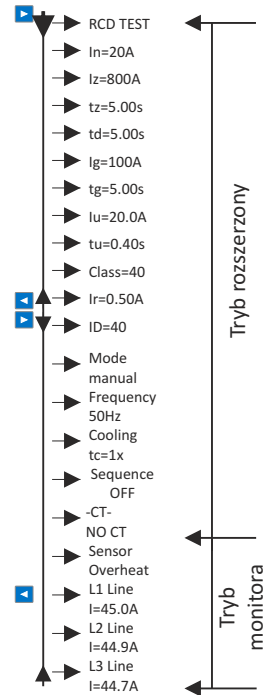 RCD TEST
In=20A
Iz=800A
tz=5.00s
td=5.00s
Ig=100A
tg=5.00s
Iu=20.0A
tu=0.40s
Class=40
Ir=0.50A
ID=40
Mode
manual
Frequency
50Hz
Cooling
tc=1x
Sequence
OFF
-CT-
NO CT
Sensor
Overheat
L1 Line
I=45.0A
L2 Line
I=44.9A
L3 Line
I=44.7A
Tryb rozszerzony
Tryb
monitora